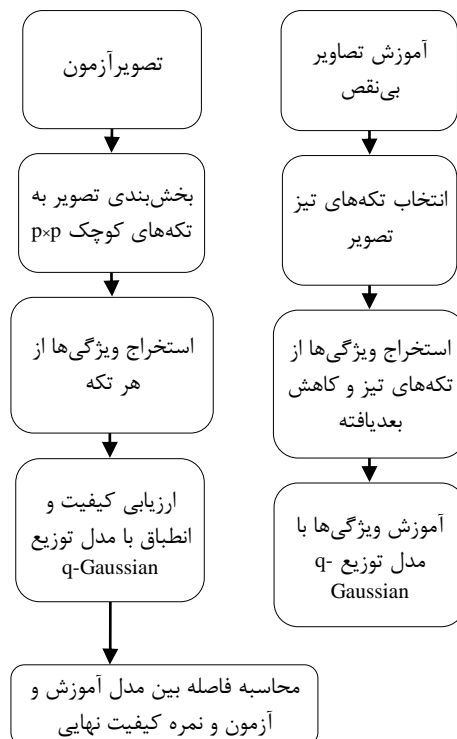 آموزش تصاویر
بی‌نقص
انتخاب تکه‌های تیز
تصویر
استخراج ویژگی‌ها از
تکه‌های تیز و کاهش
بعدیافته
آموزش ویژگی‌ها با
مدل توزیع q-
Gaussian
تصویرآزمون
بخش‌بندی تصویر به
تکه‌های کوچک p×p
استخراج ویژگی‌ها از
هر تکه
ارزیابی کیفیت و
انطباق با مدل توزیع
q-Gaussian
محاسبه فاصله بین مدل آموزش و
آزمون و نمره کیفیت نهایی